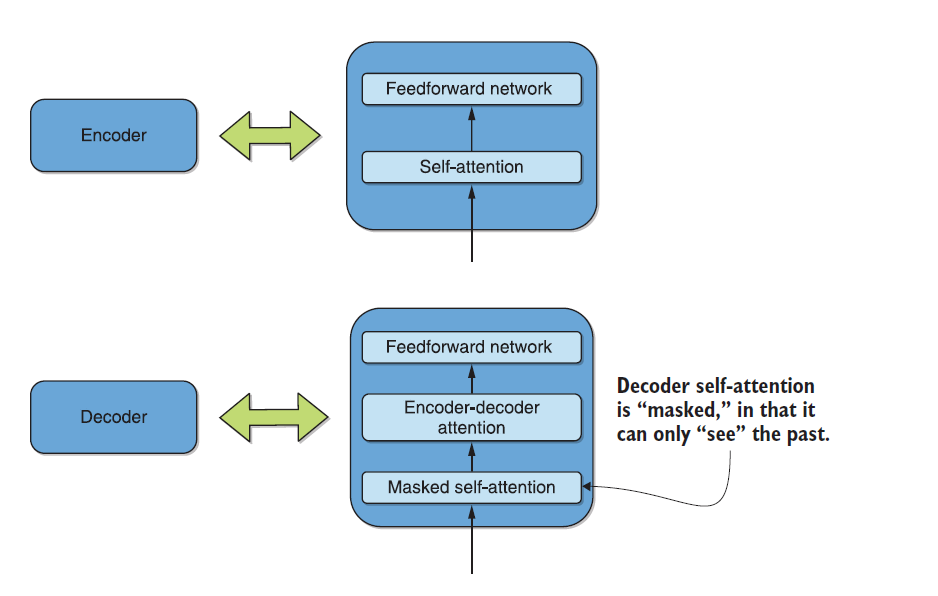 Encoder
Feedforward network
Self-attention
Decoder
Feedforward network
Encoder-decoder
attention
Masked self-attention
Decoder self-attention
is “masked,” in that it
can only “see” the past.